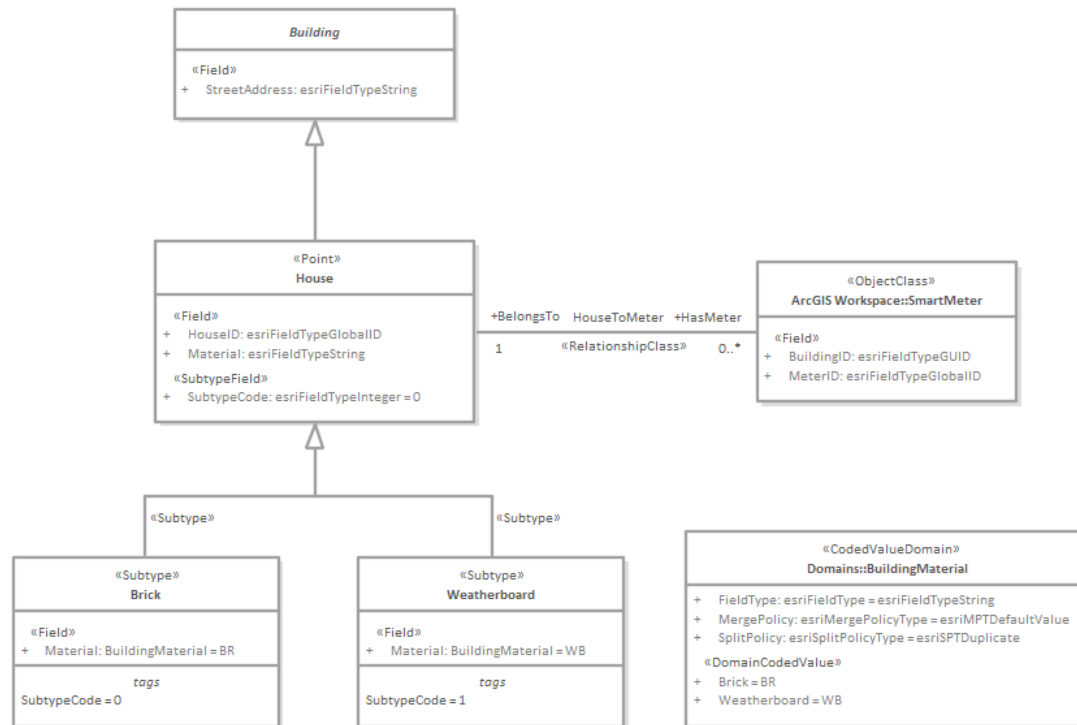 Building
«Field»
+ StreetAddress: esriFieldTypeString
«Point»
House
«Field»
+ HouseID: esriFieldTypeGlobalID
+ Material: esriFieldTypeString
«SubtypeField»
+ SubtypeCode: esriFieldTypeInteger = 0
+BelongsTo HouseToMeter +HasMeter
1 «RelationshipClass» 0..*
«ObjectClass»
ArcGIS Workspace::SmartMeter
«Field»
+ BuildingID: esriFieldTypeGUID
+ MeterID: esriFieldTypeGlobalID
«Subtype» «Subtype»
«Subtype»
Brick
«Field»
+ Material: BuildingMaterial = BR
tags
SubtypeCode = 0
«Subtype»
Weatherboard
«Field»
+ Material: BuildingMaterial = WB
tags
SubtypeCode = 1
«CodedValueDomain»
Domains::BuildingMaterial
+ FieldType: esriFieldType = esriFieldTypeString
+ MergePolicy: esriMergePolicyType = esriMPTDefaultValue
+ SplitPolicy: esriSplitPolicyType = esriSPTDuplicate
«DomainCodedValue»
+ Brick = BR
+ Weatherboard = WB